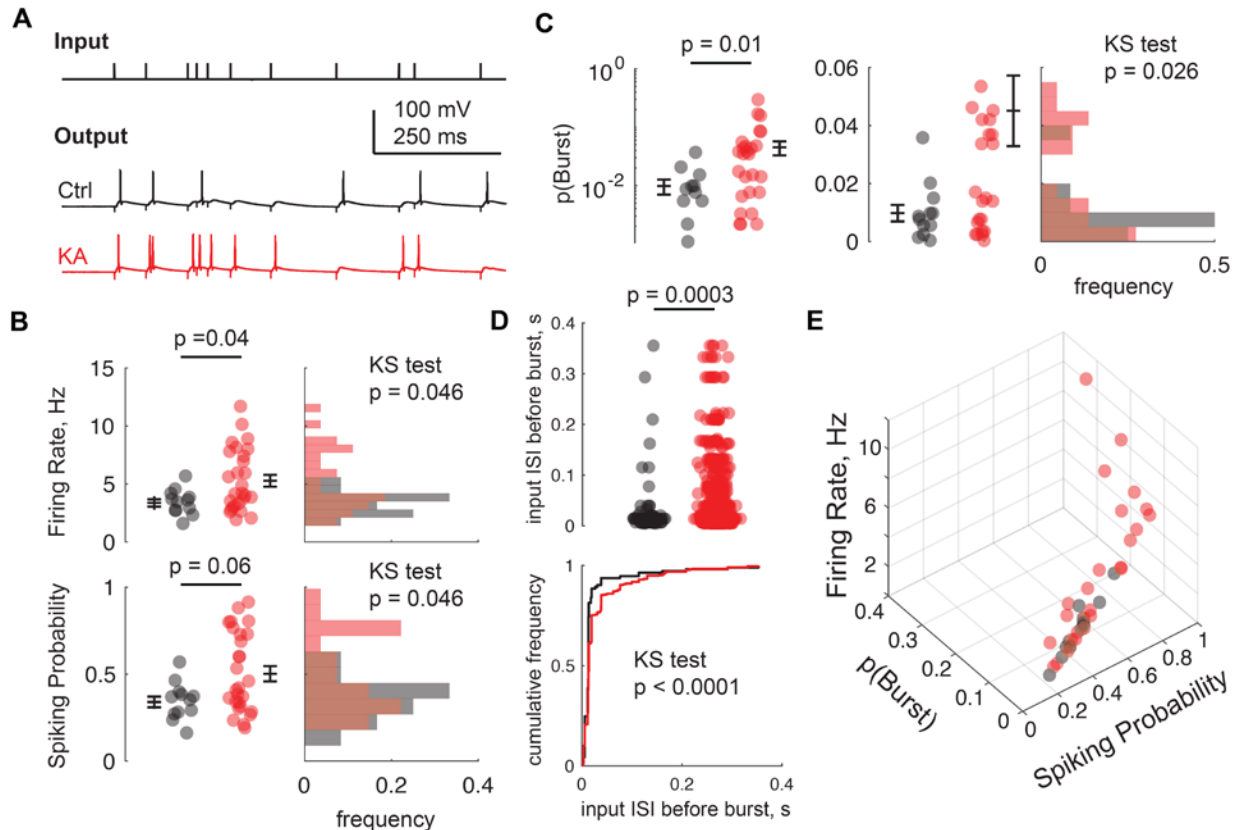 A
Input
100 mV
250 ms
Output
Ctrl
KA
B
p =0.04
15
10
5
0
Firing Rate, Hz
KS test
p = 0.046
p = 0.06
1
0.5
0
Spiking Probability
KS test
p = 0.046
0 0.2 0.4
frequency
C
p = 0.01
10^0
10^-2
p(Burst)
0.06
0.04
0.02
0
KS test
p = 0.026
0 0.5
frequency
D
p = 0.0003
0.4
0.3
0.2
0.1
0
input ISI before burst, s
1
0.5
0
cumulative frequency
KS test
p < 0.0001
0 0.2 0.4
input ISI before burst, s
E
Firing Rate, Hz
10
8
6
4
2
0.4
0.3
0.2
0.1
0
p(Burst)
0 0.2 0.4 0.6 0.8 1
Spiking Probability